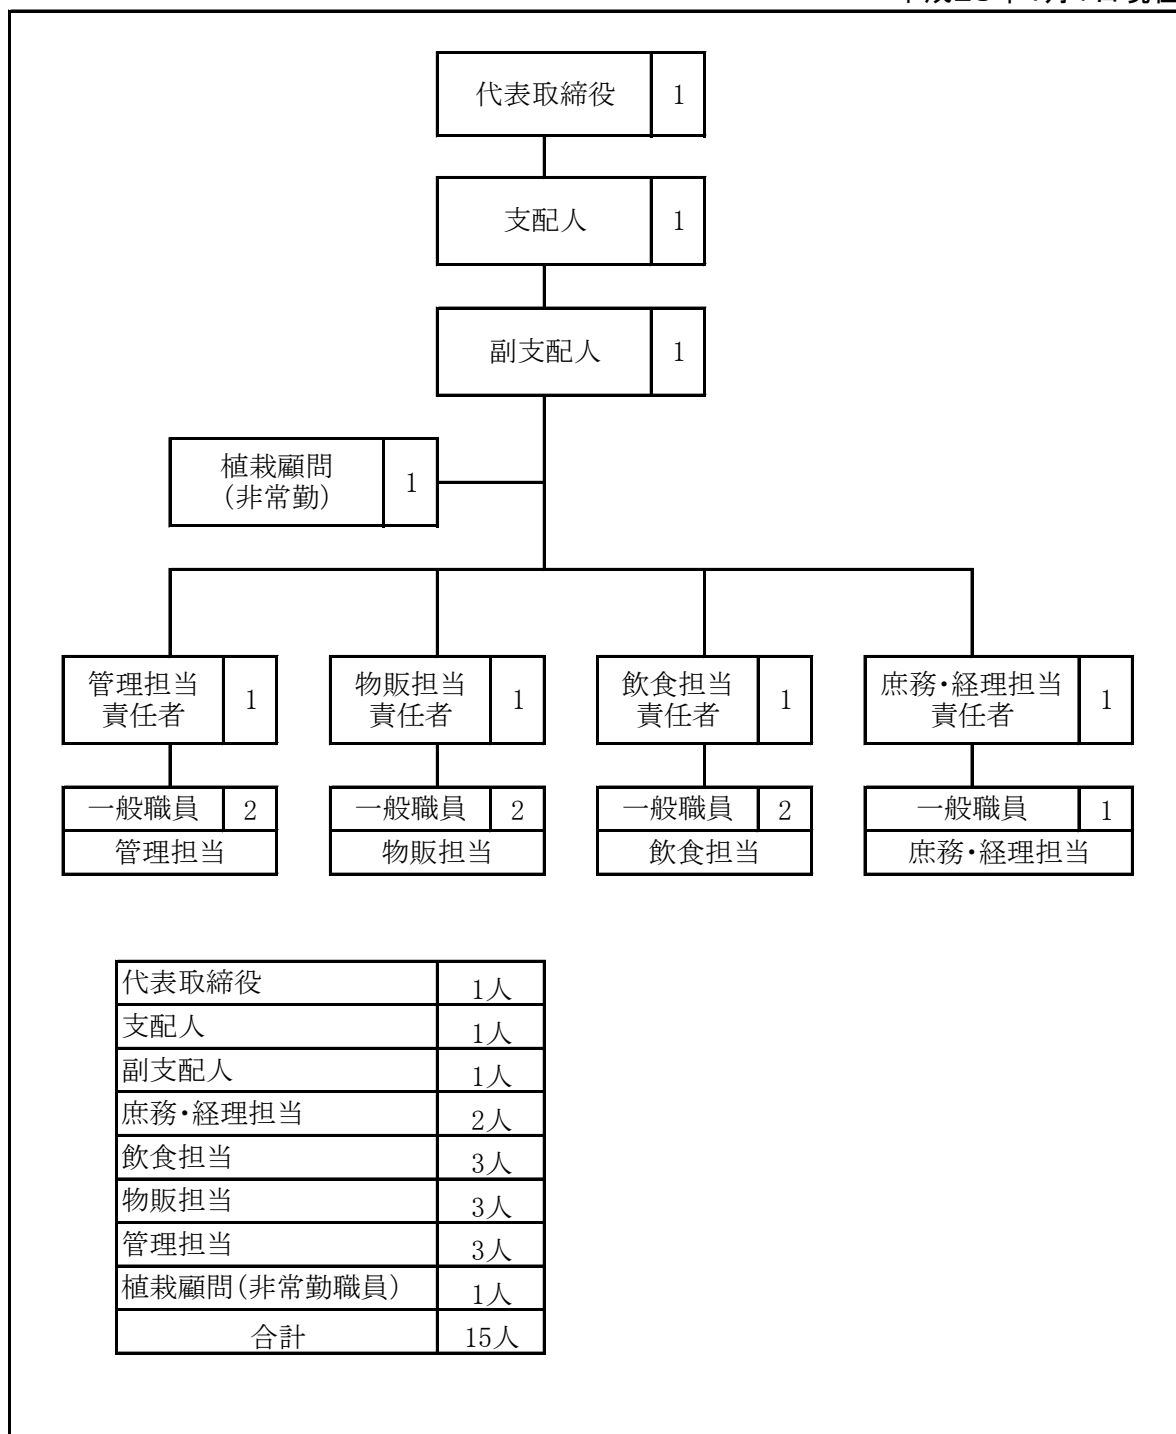 代表取締役 1
支配人 1
副支配人 1
植栽顧問
(非常勤)
1
管理担当
責任者
1
物販担当
責任者
1
飲食担当
責任者
1
庶務・経理担当
責任者
1
一般職員 2
管理担当
一般職員 2
物販担当
一般職員 2
飲食担当
一般職員 1
庶務・経理担当
代表取締役 1人
支配人 1人
副支配人 1人
庶務・経理担当 2人
飲食担当 3人
物販担当 3人
管理担当 3人
植栽顧問(非常勤職員) 1人
合計 15人